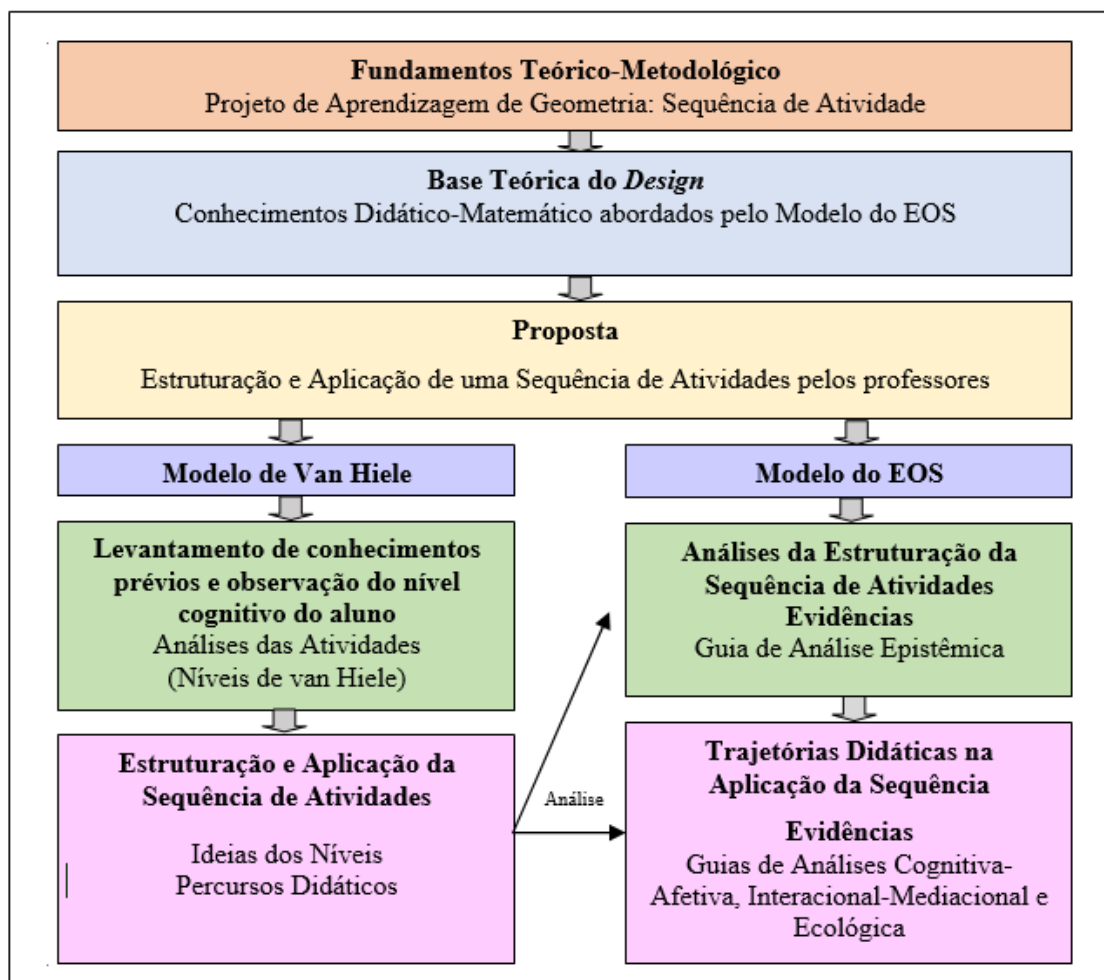 Fundamentos Teórico-Metodológico
Projeto de Aprendizagem de Geometria: Sequência de Atividade
Base Teórica do Design
Conhecimentos Didático-Matemático abordados pelo Modelo do EOS
Proposta
Estruturação e Aplicação de uma Sequência de Atividades pelos professores
Modelo de Van Hiele
Levantamento de conhecimentos
prévios e observação do nível
cognitivo do aluno
Análises das Atividades
(Níveis de van Hiele)
Estruturação e Aplicação da
Sequência de Atividades
Ideias dos Níveis
Percursos Didáticos
Análise
Modelo do EOS
Análises da Estruturação da
Sequência de Atividades
Evidências
Guia de Análise Epistêmica
Trajetórias Didáticas na
Aplicação da Sequência
Evidências
Guias de Análises Cognitiva-
Afetiva, Interacional-Mediacional e
Ecológica